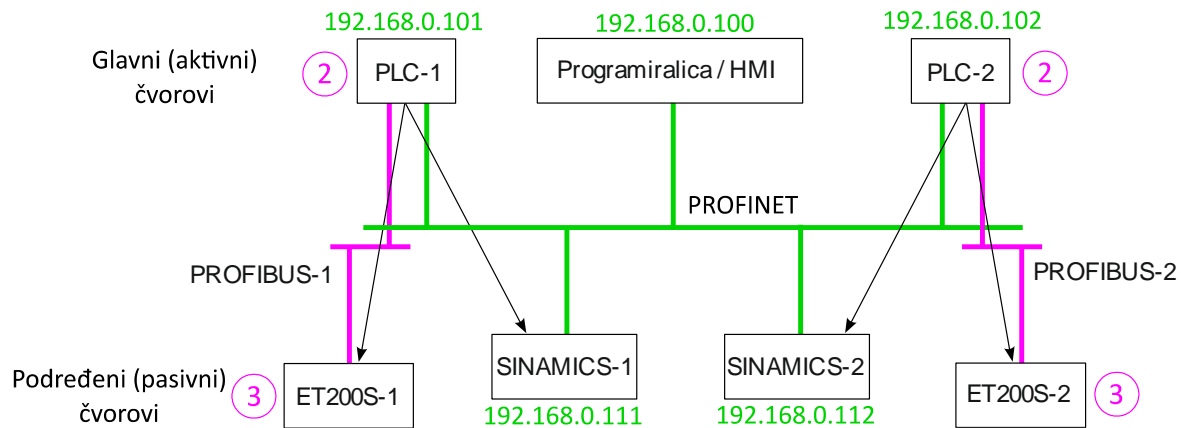 192.168.0.101
192.168.0.100
192.168.0.102
Glavni (aktivni)
čvorovi
2
PLC-1
Programiralica / HMI
PLC-2
2
PROFINET
PROFIBUS-1
PROFIBUS-2
Podređeni (pasivni)
čvorovi
3
ET200S-1
SINAMICS-1
SINAMICS-2
ET200S-2
3
192.168.0.111
192.168.0.112